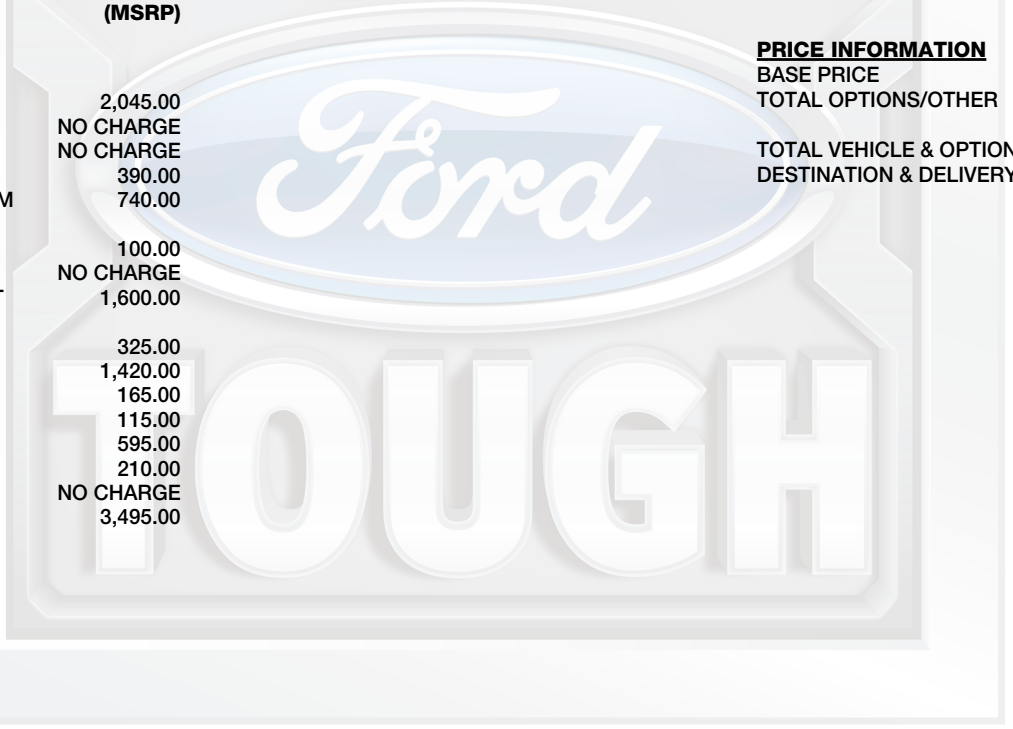 (MSRP)
2,045.00
NO CHARGE
NO CHARGE
390.00
M 740.00
100.00
NO CHARGE
1,600.00
325.00
1,420.00
165.00
115.00
595.00
210.00
NO CHARGE
3,495.00
PRICE INFORMATION
BASE PRICE
TOTAL OPTIONS/OTHER
TOTAL VEHICLE & OPTION
DESTINATION & DELIVERY
Ford
TOUGH